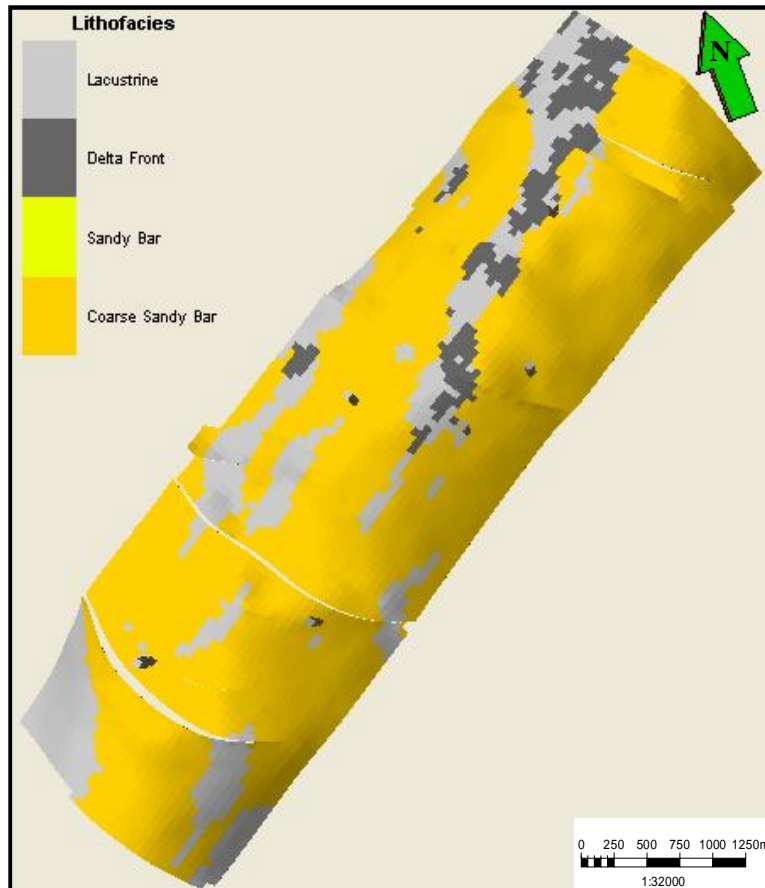 Lithofacies
Lacustrine
Delta Front
Sandy Bar
Coarse Sandy Bar
N
0 250 500 750 1000 1250m
1:32000